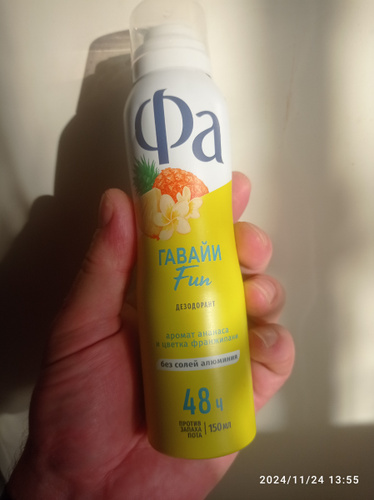 Фа
ГАВАЙИ
Fun
ДЕЗОДОРАНТ
аромат ананаса
и цветка франжипани
без солей алюминия
48 ч
ПРОТИВ
ЗАПАХА
ПОТА
150 мл
2024/11/24 13:55